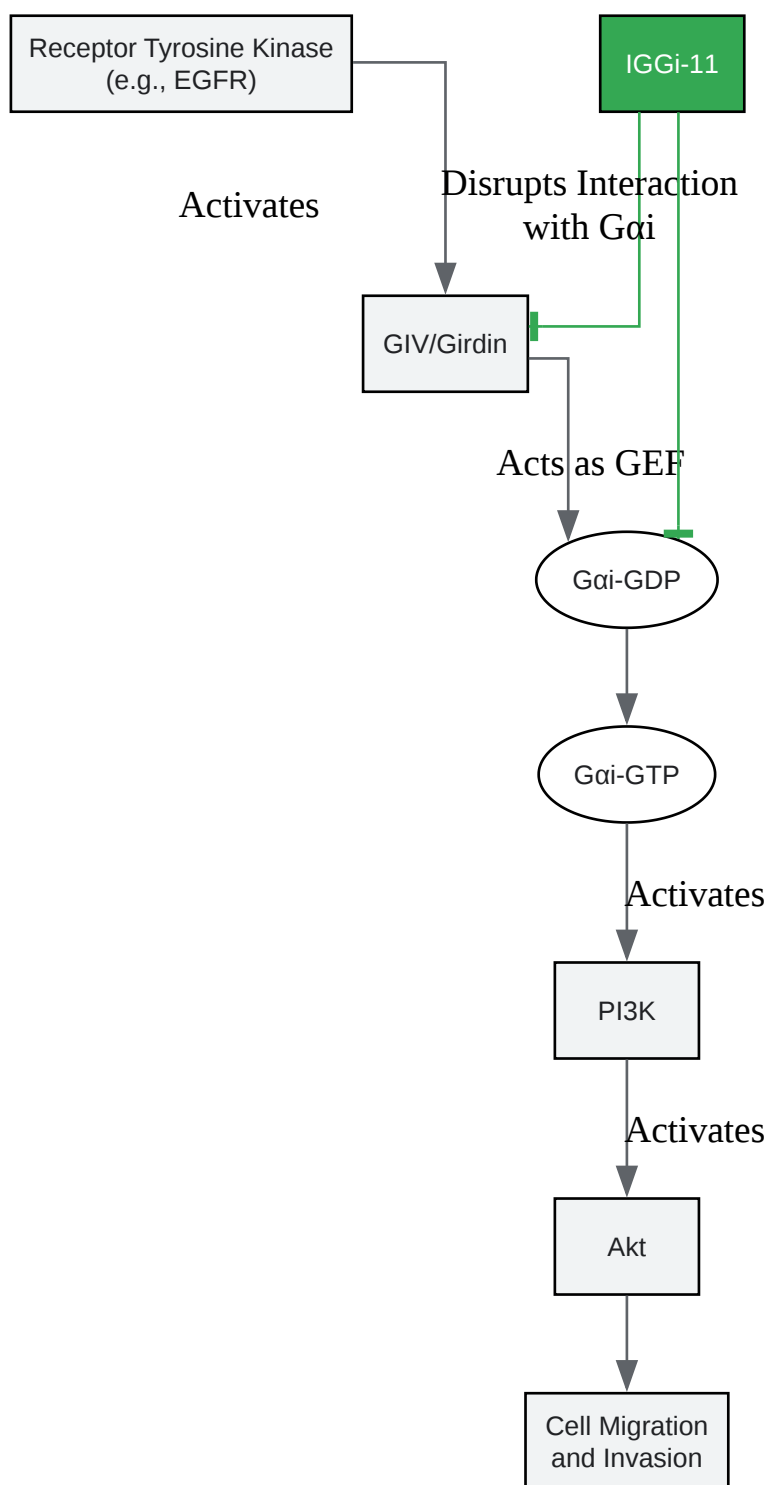 Receptor Tyrosine Kinase
(e.g., EGFR)
IGGi-11
Activates
Disrupts Interaction
with Gαi
GIV/Girdin
Acts as GEF
Gαi-GDP
Gαi-GTP
Activates
PI3K
Activates
Akt
Cell Migration
and Invasion